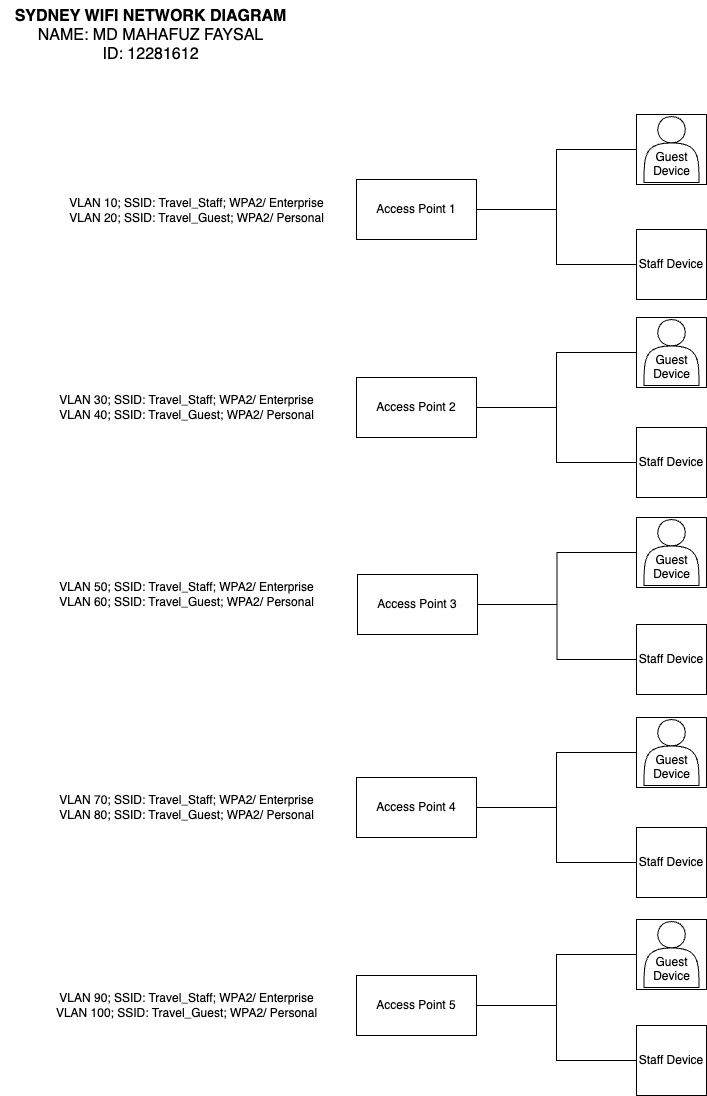 SYDNEY WIFI NETWORK DIAGRAM
NAME: MD MAHAFUZ FAYSAL
ID: 12281612
Guest
Device
VLAN 10; SSID: Travel_Staff; WPA2/ Enterprise
VLAN 20; SSID: Travel_Guest; WPA2/ Personal
Access Point 1
Staff Device
Guest
Device
VLAN 30; SSID: Travel_Staff; WPA2/ Enterprise
VLAN 40; SSID: Travel_Guest; WPA2/ Personal
Access Point 2
Staff Device
Guest
Device
VLAN 50; SSID: Travel_Staff; WPA2/ Enterprise
VLAN 60; SSID: Travel_Guest; WPA2/ Personal
Access Point 3
Staff Device
Guest
Device
VLAN 70; SSID: Travel_Staff; WPA2/ Enterprise
VLAN 80; SSID: Travel_Guest; WPA2/ Personal
Access Point 4
Staff Device
Guest
Device
VLAN 90; SSID: Travel_Staff; WPA2/ Enterprise
VLAN 100; SSID: Travel_Guest; WPA2/ Personal
Access Point 5
Staff Device